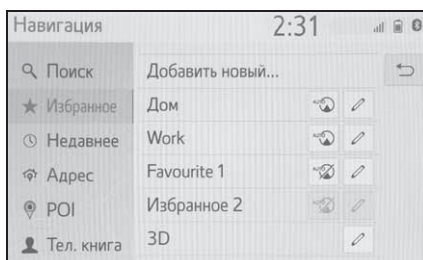 Навигация 2:31
Поиск
Избранное
Недавнее
Адрес
POI
Тел. книга
Добавить новый...
Дом
Work
Favourite 1
Избранное 2
3D